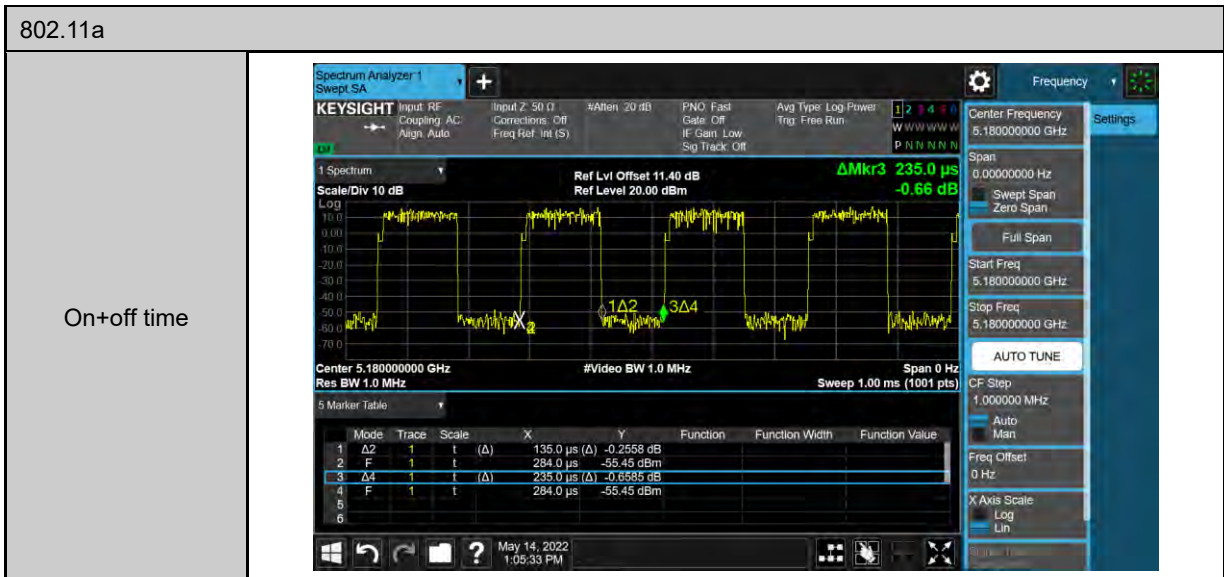 802.11a
On+off time
Spectrum Analyzer 1
Swept SA
+
Frequency
KEYSIGHT
Input: RF
Coupling: AC
Align: Auto
Input Z: 50 Ω
Corrections: Off
Freq Ref: Int (S)
#Atten: 20 dB
PNO: Fast
Gate: Off
IF Gain: Low
Sig Track: Off
Avg Type: Log-Power
Trig: Free Run
1 2 3 4 5 6
W W W W W W
P N N N N N
1 Spectrum
Scale/Div 10 dB
Ref Lvl Offset 11.40 dB
Ref Level 20.00 dBm
ΔMkr3 235.0 µs
-0.66 dB
Log
10.0
0.00
-10.0
-20.0
-30.0
-40.0
-50.0
-60.0
-70.0
1Δ2
3Δ4
X
2
Center 5.180000000 GHz
Res BW 1.0 MHz
#Video BW 1.0 MHz
Span 0 Hz
Sweep 1.00 ms (1001 pts)
5 Marker Table
Mode Trace Scale X Y Function Function Width Function Value
1 Δ2 1 t (Δ) 135.0 µs (Δ) -0.2558 dB
2 F 1 t 284.0 µs -55.45 dBm
3 Δ4 1 t (Δ) 235.0 µs (Δ) -0.6585 dB
4 F 1 t 284.0 µs -55.45 dBm
5
6
Center Frequency
5.180000000 GHz
Settings
Span
0.00000000 Hz
Swept Span
Zero Span
Full Span
Start Freq
5.180000000 GHz
Stop Freq
5.180000000 GHz
AUTO TUNE
CF Step
1.000000 MHz
Auto
Man
Freq Offset
0 Hz
X Axis Scale
Log
Lin
?
May 14, 2022
1:05:33 PM